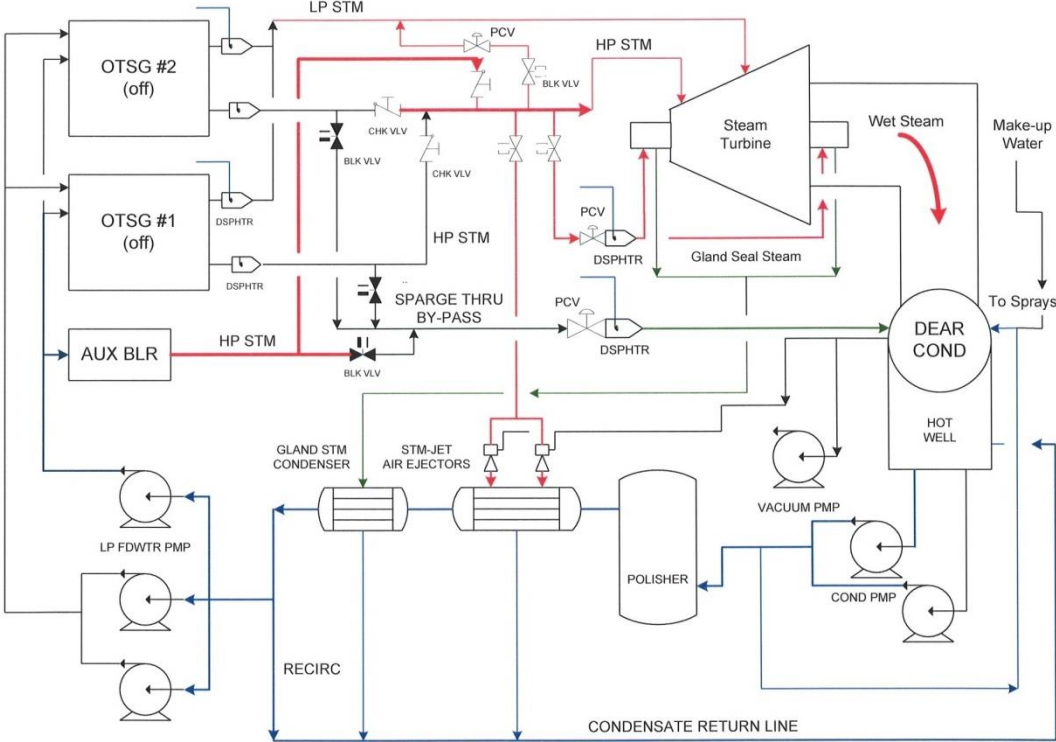 LP STM
PCV
HP STM
OTSG #2
(off)
BLK VLV
CHK VLV
BLK VLV
CHK VLV
Steam
Turbine
Wet Steam
Make-up
Water
OTSG #1
(off)
DSPHTR
DSPHTR
HP STM
PCV
DSPHTR
Gland Seal Steam
SPARGE THRU
BY-PASS
PCV
DSPHTR
To Sprays
DEAR
COND
AUX BLR
HP STM
BLK VLV
HOT
WELL
GLAND STM
CONDENSER
STM-JET
AIR EJECTORS
VACUUM PMP
LP FDWTR PMP
POLISHER
COND PMP
RECIRC
CONDENSATE RETURN LINE